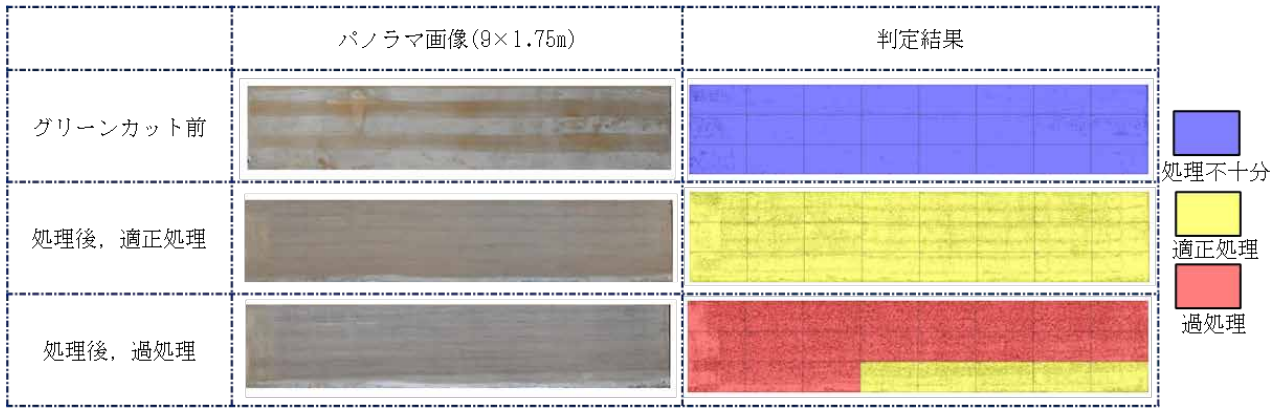 パノラマ画像(9×1.75m)
判定結果
グリーンカット前
処理後，適正処理
処理後，過処理
処理不十分
適正処理
過処理